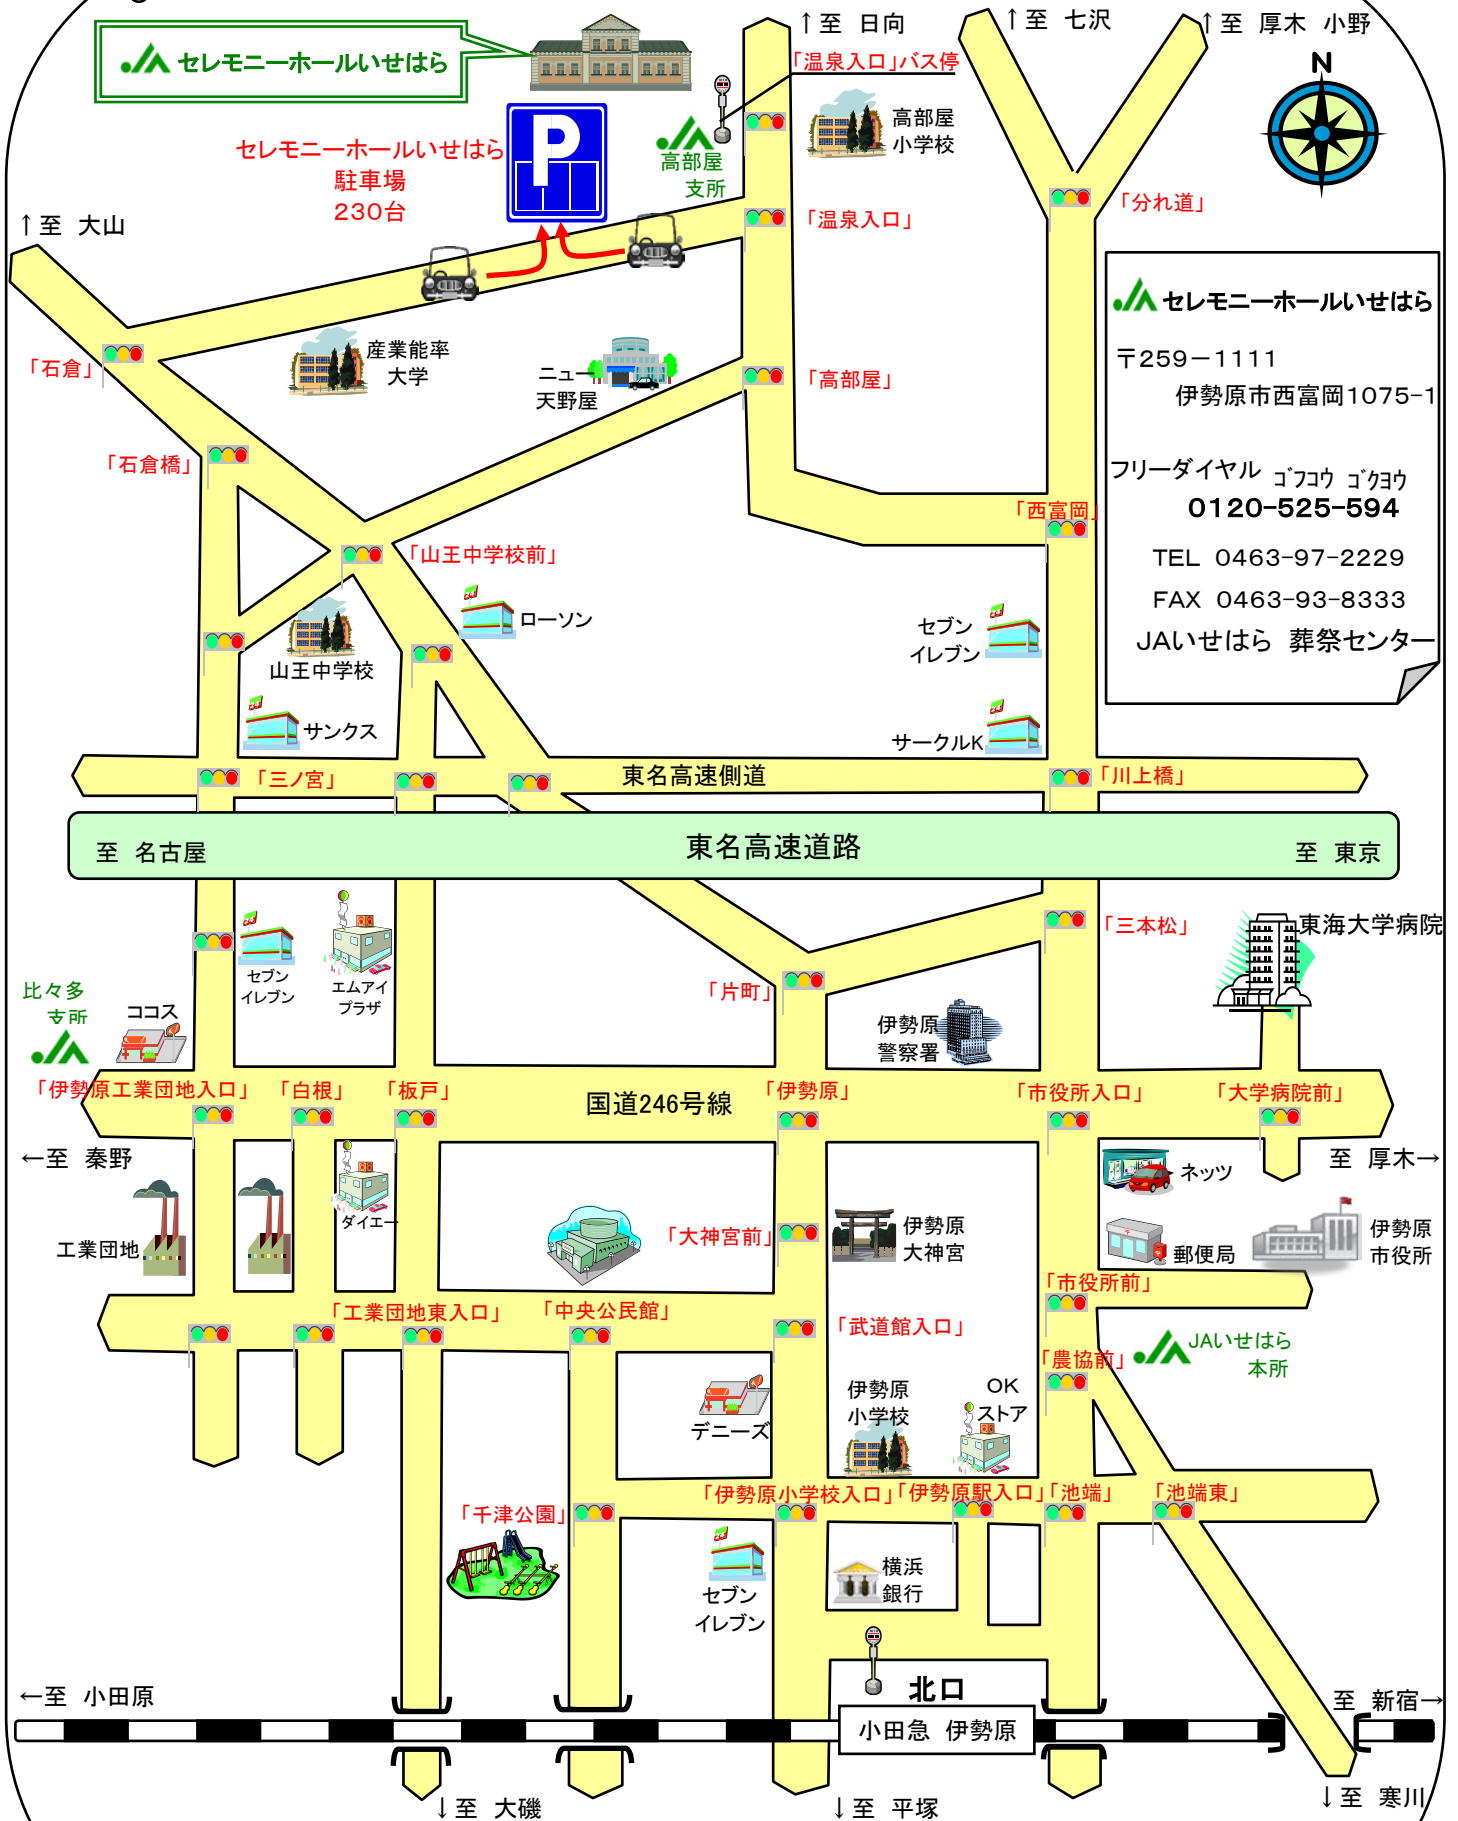 ↑至 日向
↑至 七沢
↑至 厚木 小野
JA セレモニーホールいせはら
「温泉入口」バス停
N
高部屋
小学校
セレモニーホールいせはら
駐車場
230台
P
高部屋
支所
「分れ道」
↑至 大山
「温泉入口」
JA セレモニーホールいせはら
〒259－1111
伊勢原市西富岡1075-1
フリーダイヤル ゴフコウ ゴクヨウ
0120-525-594
TEL 0463-97-2229
FAX 0463-93-8333
JAいせはら 葬祭センター
「石倉」
産業能率
大学
ニュー
天野屋
「高部屋」
「石倉橋」
「西富岡」
「山王中学校前」
ローソン
セブン
イレブン
山王中学校
サンクス
サークルK
「三ノ宮」
東名高速側道
「川上橋」
至 名古屋
東名高速道路
至 東京
「三本松」
東海大学病院
セブン
イレブン
エムアイ
プラザ
比々多
支所
ココス
「片町」
伊勢原
警察署
「伊勢原工業団地入口」
「白根」
「板戸」
国道246号線
「伊勢原」
「市役所入口」
「大学病院前」
←至 秦野
至 厚木→
ネッツ
ダイエー
工業団地
「大神宮前」
伊勢原
大神宮
郵便局
伊勢原
市役所
「市役所前」
「工業団地東入口」
「中央公民館」
「武道館入口」
JAいせはら
本所
「農協前」
デニーズ
伊勢原
小学校
OK
ストア
「千津公園」
「伊勢原小学校入口」
「伊勢原駅入口」
「池端」
「池端東」
セブン
イレブン
横浜
銀行
北口
←至 小田原
至 新宿→
小田急 伊勢原
↓至 大磯
↓至 平塚
↓至 寒川